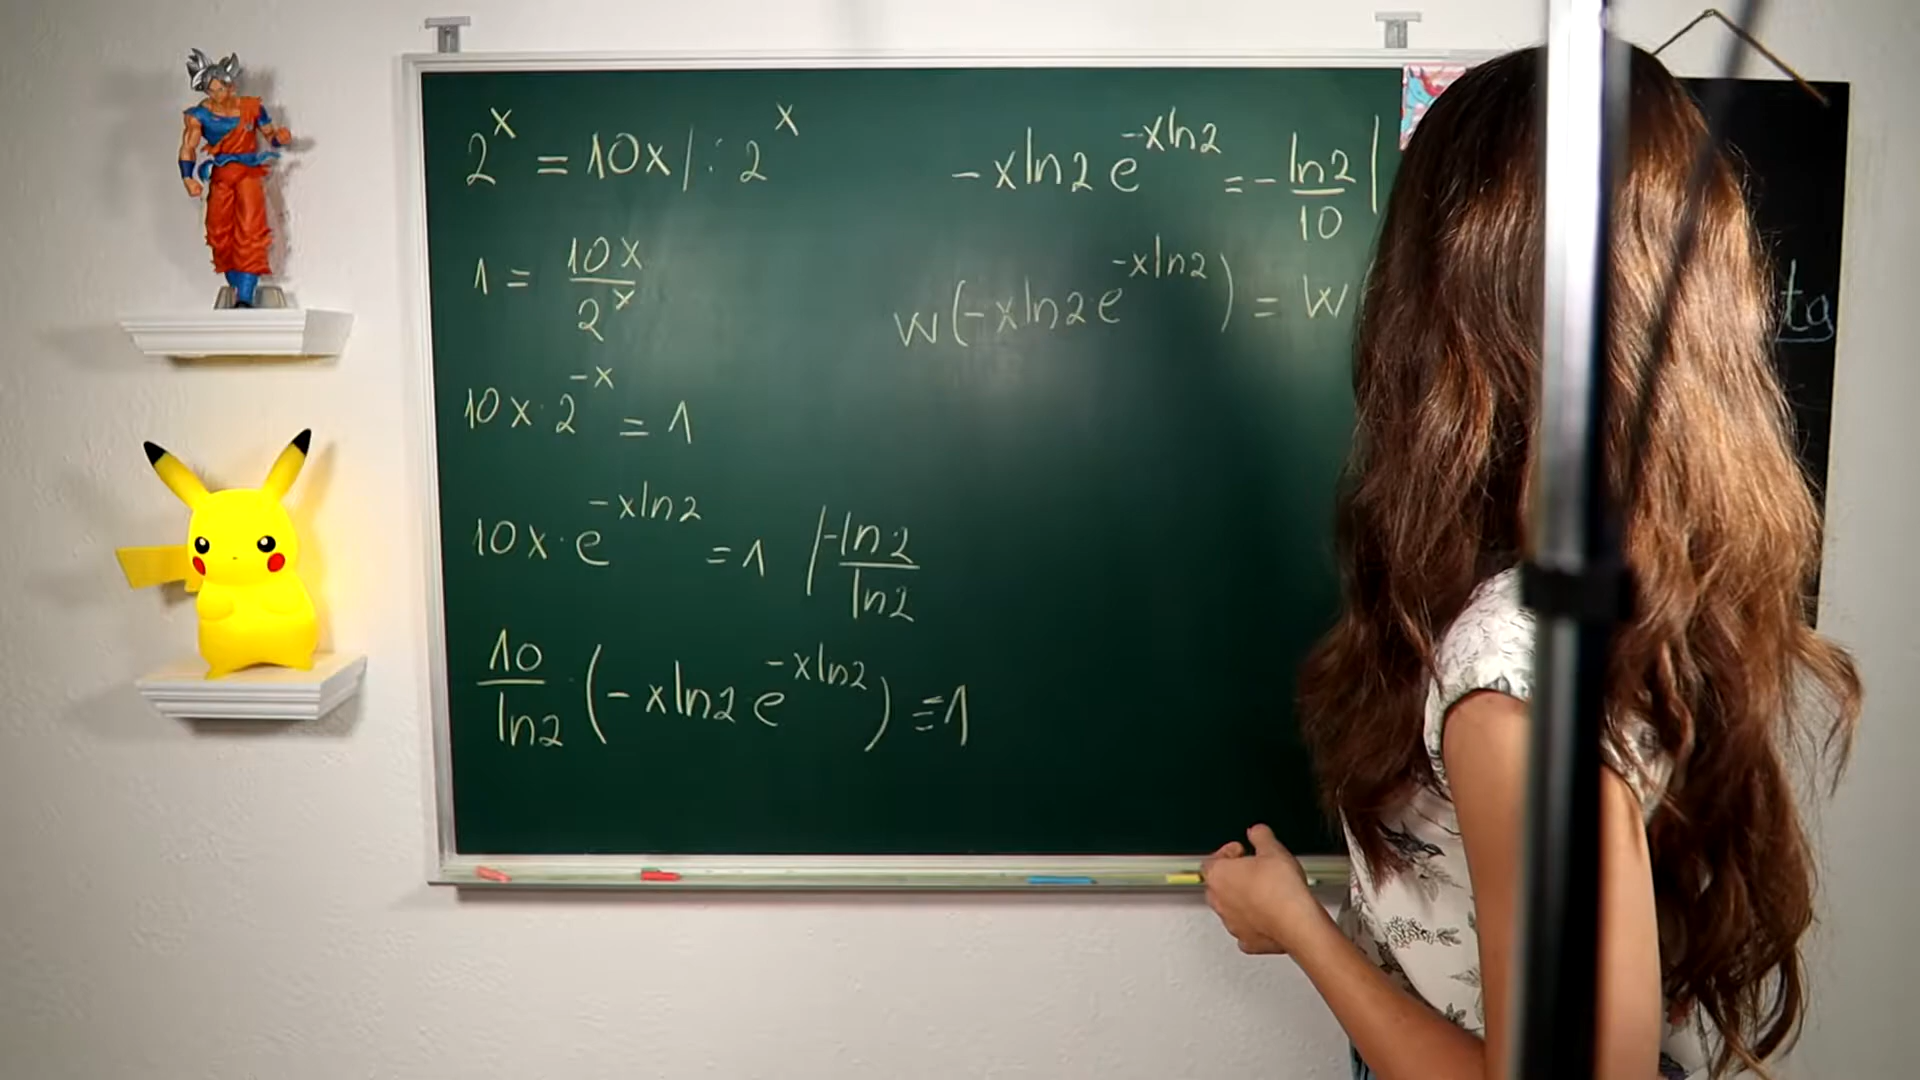 2^x = 10x |: 2^x
1 = 10x / 2^x
10x · 2^-x = 1
10x · e^-xln2 = 1 | -ln2 / ln2
10 / ln2 · (-xln2 e^-xln2) = 1
-xln2 e^-xln2 = - ln2 / 10 |
W(-xln2 e^-xln2) = W